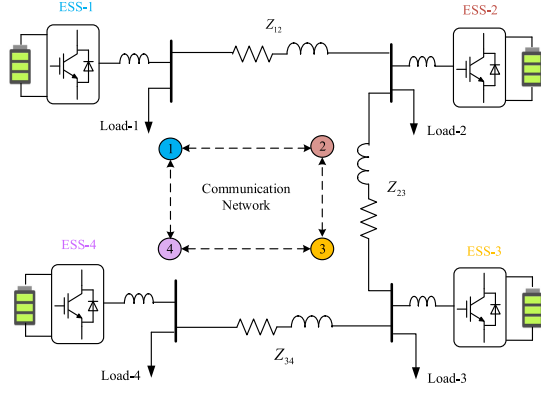 ESS-1
Z12
ESS-2
Load-1
Load-2
1
2
Communication
Network
Z23
4
3
ESS-4
ESS-3
Z34
Load-4
Load-3